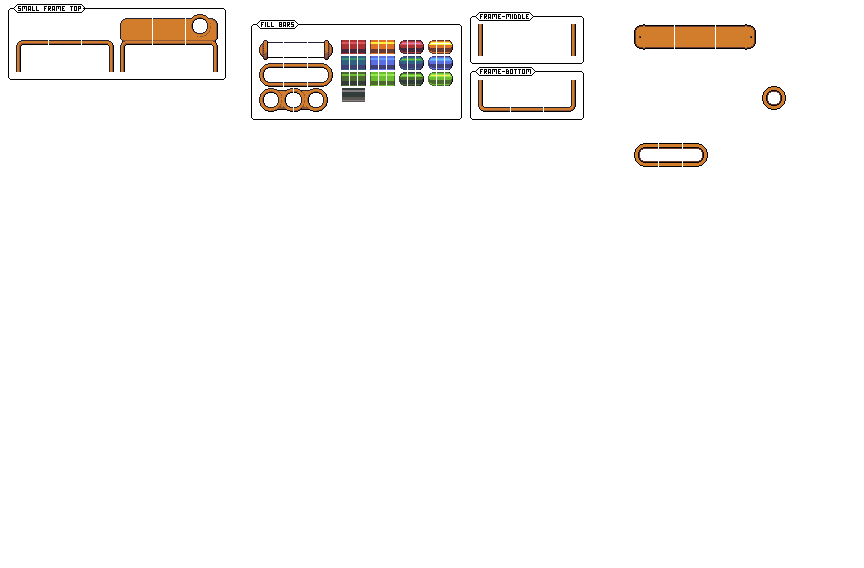 SMALL FRAME TOP
FILL BARS
FRAME-MIDDLE
FRAME-BOTTOM